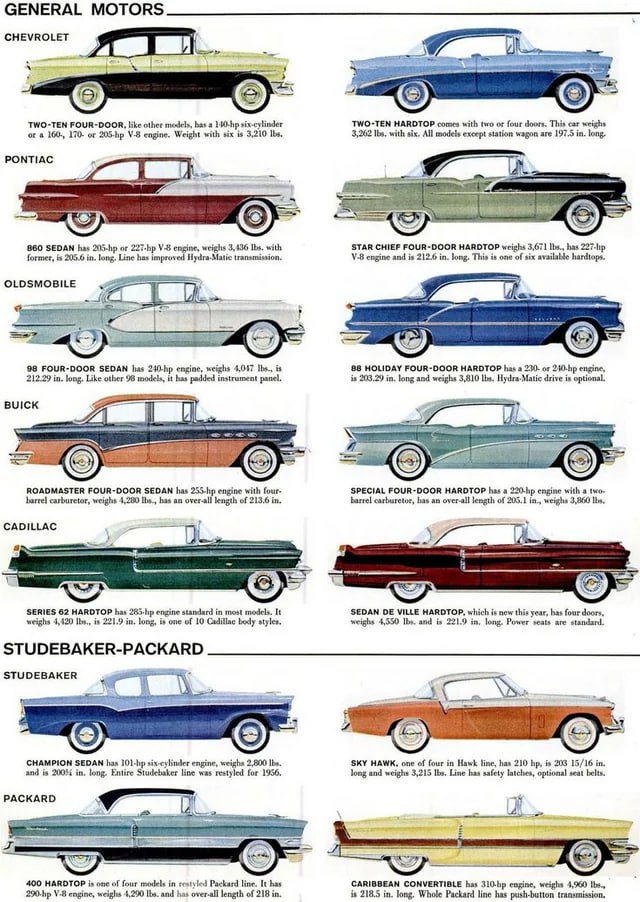 GENERAL MOTORS
CHEVROLET
TWO-TEN FOUR-DOOR, like other models, has a 140-hp six-cylinder
or a 160-, 170- or 205-hp V-8 engine. Weight with six is 3,210 lbs.
TWO-TEN HARDTOP comes with two or four doors. This car weighs
3,262 lbs. with six. All models except station wagon are 197.5 in. long.
PONTIAC
860 SEDAN has 205-hp or 227-hp V-8 engine, weighs 3,436 lbs. with
former, is 205.6 in. long. Line has improved Hydra-Matic transmission.
STAR CHIEF FOUR-DOOR HARDTOP weighs 3,671 lbs., has 227-hp
V-8 engine and is 212.6 in. long. This is one of six available hardtops.
OLDSMOBILE
98 FOUR-DOOR SEDAN has 240-hp engine, weighs 4,047 lbs., is
212.29 in. long. Like other 98 models, it has padded instrument panel.
88 HOLIDAY FOUR-DOOR HARDTOP has a 230- or 240-hp engine,
is 203.29 in. long and weighs 3,810 lbs. Hydra-Matic drive is optional.
BUICK
ROADMASTER FOUR-DOOR SEDAN has 255-hp engine with four-
barrel carburetor, weighs 4,280 lbs., has an over-all length of 213.6 in.
SPECIAL FOUR-DOOR HARDTOP has a 220-hp engine with a two-
barrel carburetor, has an over-all length of 205.1 in., weighs 3,860 lbs.
CADILLAC
SERIES 62 HARDTOP has 285-hp engine standard in most models. It
weighs 4,420 lbs., is 221.9 in. long, is one of 10 Cadillac body styles.
SEDAN DE VILLE HARDTOP, which is new this year, has four doors,
weighs 4,550 lbs. and is 221.9 in. long. Power seats are standard.
STUDEBAKER-PACKARD
STUDEBAKER
CHAMPION SEDAN has 101-hp six-cylinder engine, weighs 2,800 lbs.
and is 200¾ in. long. Entire Studebaker line was restyled for 1956.
SKY HAWK, one of four in Hawk line, has 210 hp, is 203 15/16 in.
long and weighs 3,215 lbs. Line has safety latches, optional seat belts.
PACKARD
400 HARDTOP is one of four models in restyled Packard line. It has
290-hp V-8 engine, weighs 4,290 lbs. and has over-all length of 218 in.
CARIBBEAN CONVERTIBLE has 310-hp engine, weighs 4,960 lbs.,
is 218.5 in. long. Whole Packard line has push-button transmission.